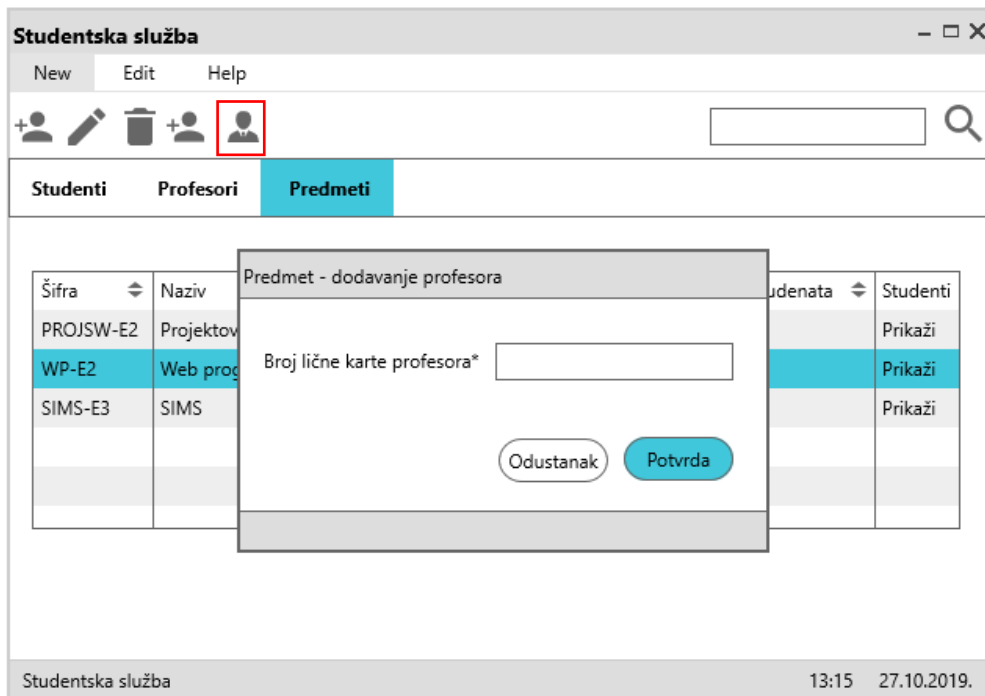 Studentska služba
New Edit Help
Studenti Profesori Predmeti
Predmet - dodavanje profesora
Šifra Naziv udenata Studenti
PROJSW-E2 Projektov Prikaži
Broj lične karte profesora*
WP-E2 Web prog Prikaži
SIMS-E3 SIMS Prikaži
Odustanak Potvrda
Studentska služba 13:15 27.10.2019.